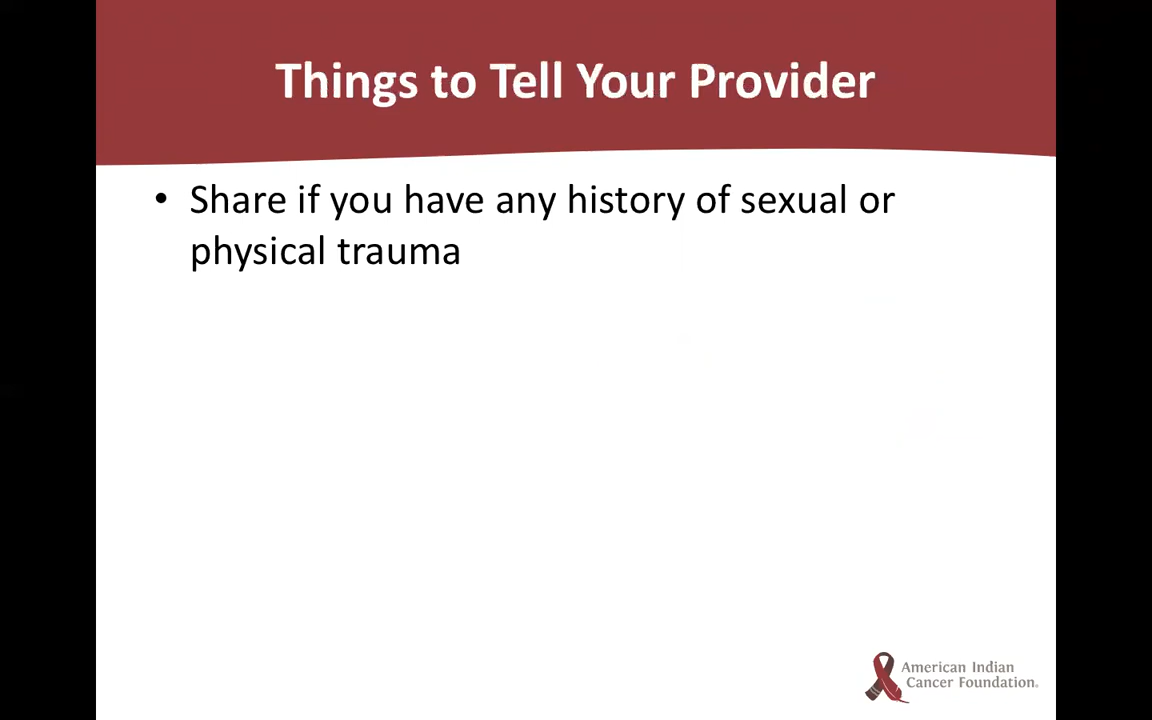 Things to Tell Your Provider
• Share if you have any history of sexual or
physical trauma
American Indian
Cancer Foundation®